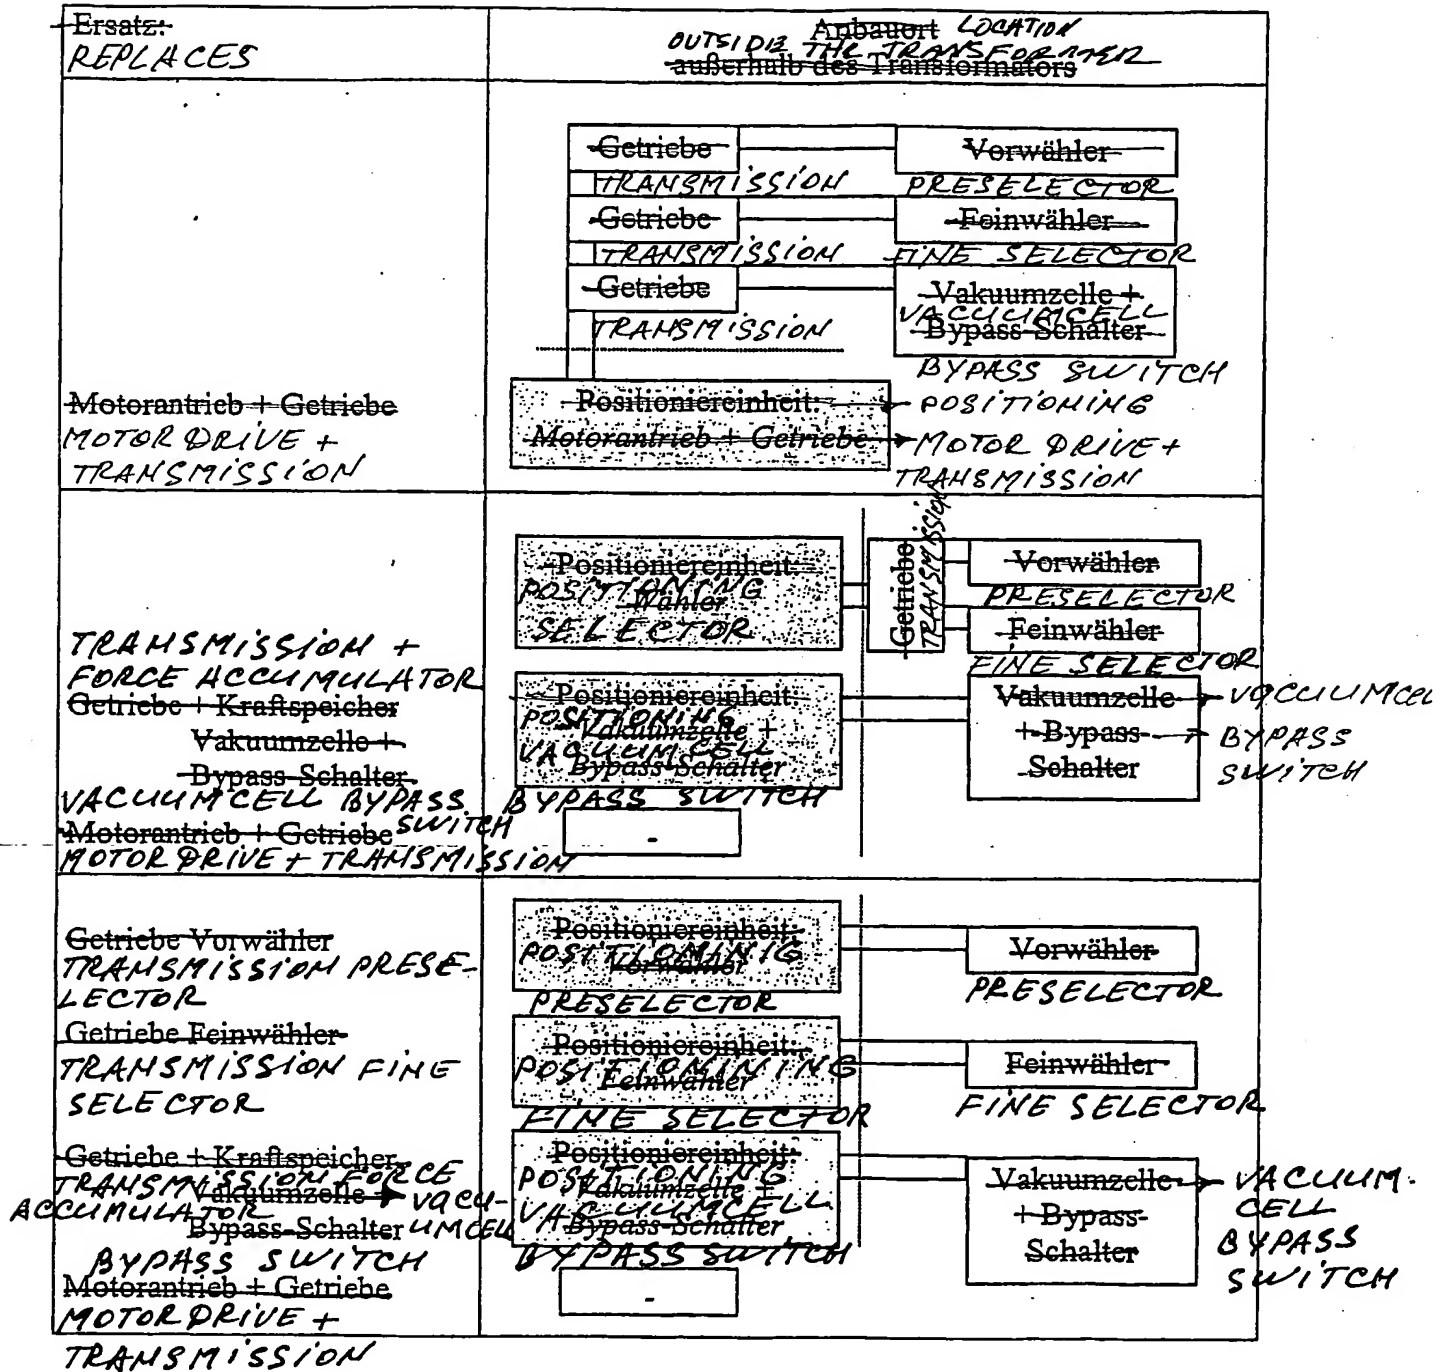 Ersatz:
REPLACES
Anbauort LOCATION
OUTSIDE THE TRANSFORMER
außerhalb des Transformators
Getriebe
Vorwähler
TRANSMISSION
PRESELECTOR
Getriebe
Feinwähler
TRANSMISSION
FINE SELECTOR
Getriebe
Vakuumzelle +
VACUUMCELL
Bypass-Schalter
TRANSMISSION
BYPASS SWITCH
Motorantrieb + Getriebe
MOTOR DRIVE +
TRANSMISSION
Positioniereinheit:
POSITIONING
Motorantrieb + Getriebe
MOTOR DRIVE +
TRANSMISSION
TRANSMISSION +
FORCE ACCUMULATOR
Getriebe + Kraftspeicher
Vakuumzelle +
Bypass-Schalter
VACUUMCELL BYPASS
SWITCH
Motorantrieb + Getriebe
MOTOR DRIVE + TRANSMISSION
Positioniereinheit:
POSITIONING
Wähler
SELECTOR
Getriebe
TRANSMISSION
Vorwähler
PRESELECTOR
Feinwähler
FINE SELECTOR
Positioniereinheit:
POSITIONING
Vakuumzelle +
VACUUMCELL
Bypass-Schalter
BYPASS SWITCH
-
Vakuumzelle
VACUUMCELL
+ Bypass-
BYPASS
Schalter
SWITCH
Getriebe Vorwähler
TRANSMISSION PRESE-
LECTOR
Positioniereinheit:
POSITIOMINIG
Vorwähler
PRESELECTOR
Vorwähler
PRESELECTOR
Getriebe Feinwähler
TRANSMISSION FINE
SELECTOR
Positioniereinheit:
POSITIOMINING
Feinwähler
FINE SELECTOR
Feinwähler
FINE SELECTOR
Getriebe + Kraftspeicher
TRANSMISSION FORCE
Vakuumzelle + VACU-
ACCUMULATOR
Bypass-Schalter UMCELL
BYPASS SWITCH
Motorantrieb + Getriebe
MOTOR DRIVE +
TRANSMISSION
Positioniereinheit:
POSITIONING
Vakuumzelle +
VACUUMCELL
Bypass-Schalter
BYPASS SWITCH
-
Vakuumzelle
VACUUM.
+ Bypass-
CELL
Schalter
BYPASS
SWITCH